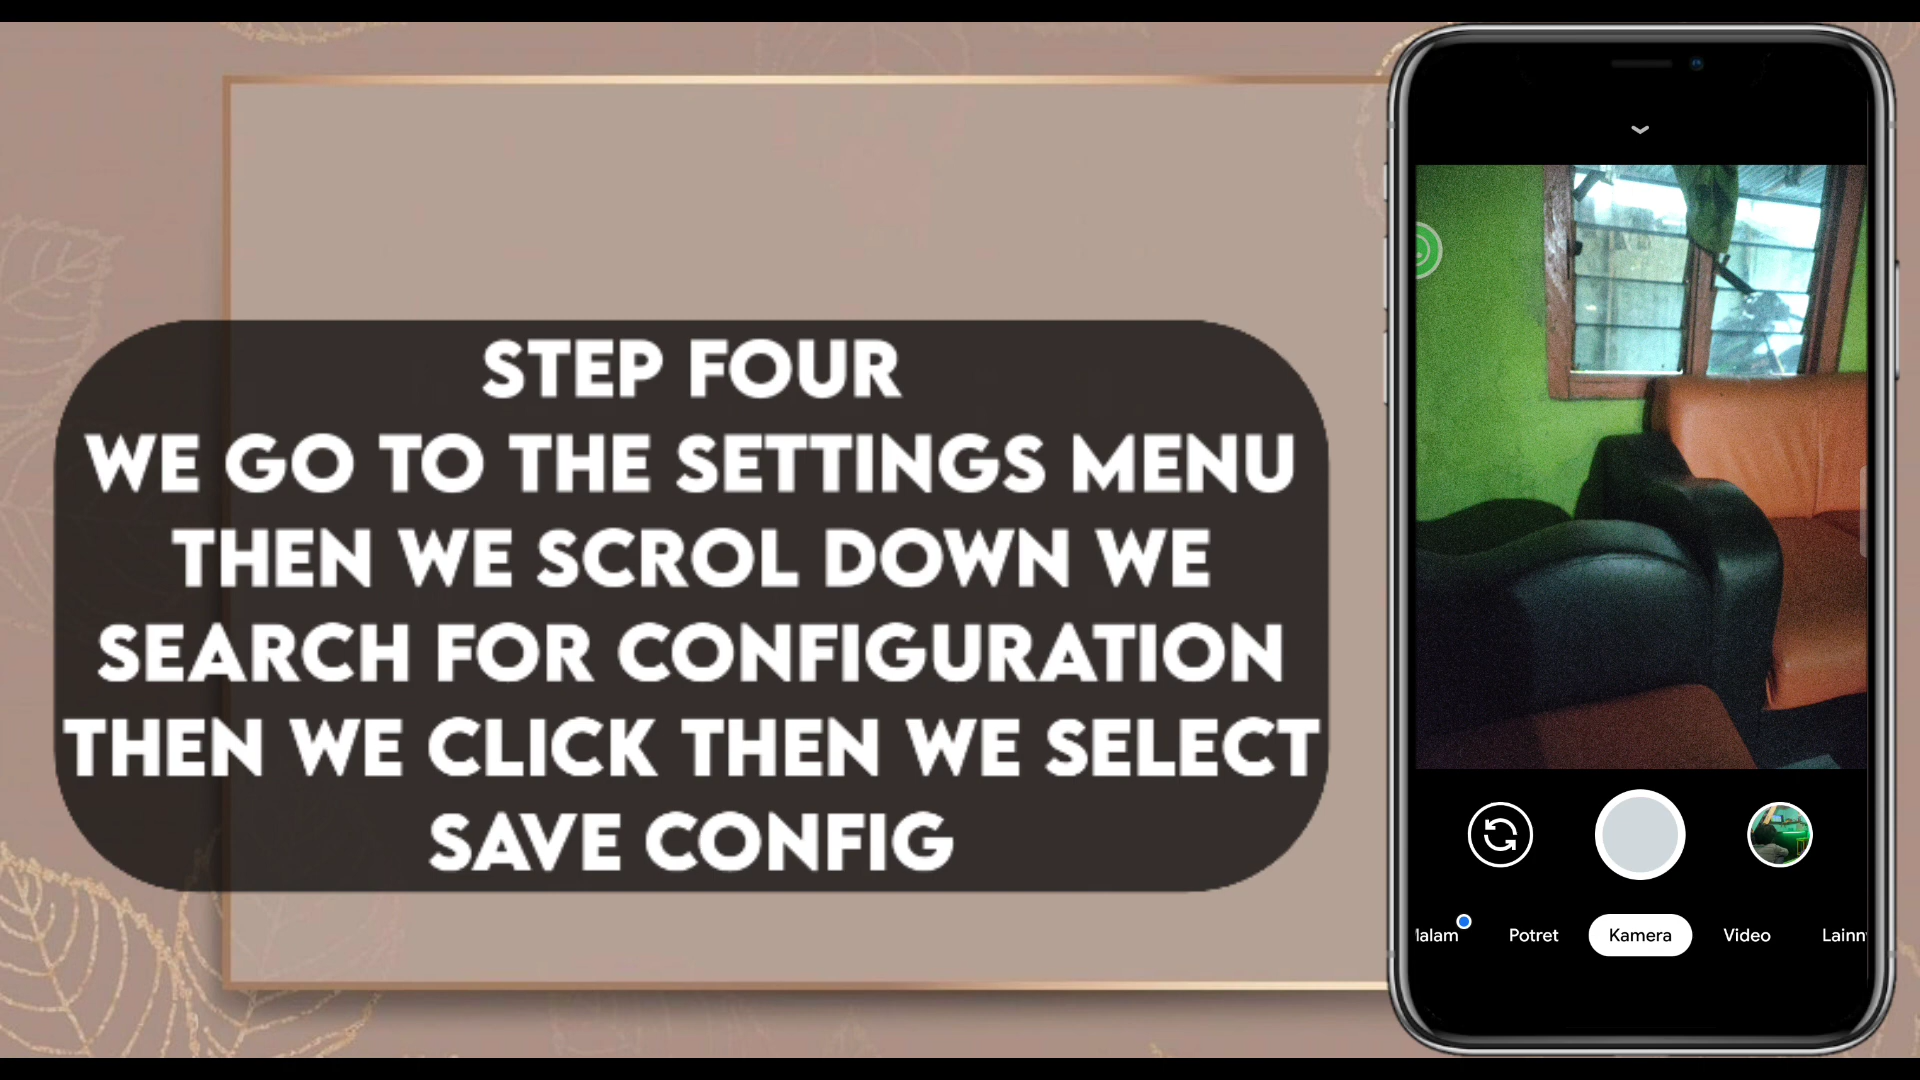 STEP FOUR
WE GO TO THE SETTINGS MENU
THEN WE SCROL DOWN WE
SEARCH FOR CONFIGURATION
THEN WE CLICK THEN WE SELECT
SAVE CONFIG
Potret
Kamera
Video